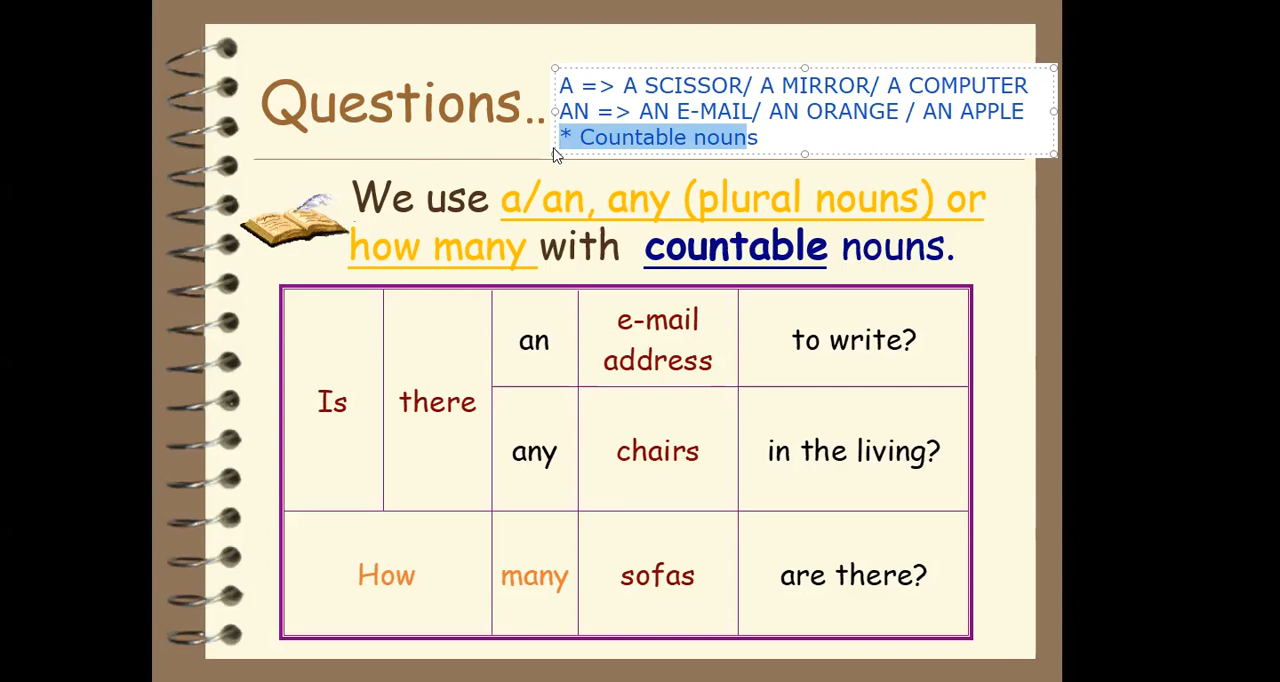 Questions..
A => A SCISSOR/ A MIRROR/ A COMPUTER
AN => AN E-MAIL/ AN ORANGE / AN APPLE
* Countable nouns
We use a/an, any (plural nouns) or
how many with countable nouns.
Is there an e-mail address to write?
any chairs in the living?
How many sofas are there?